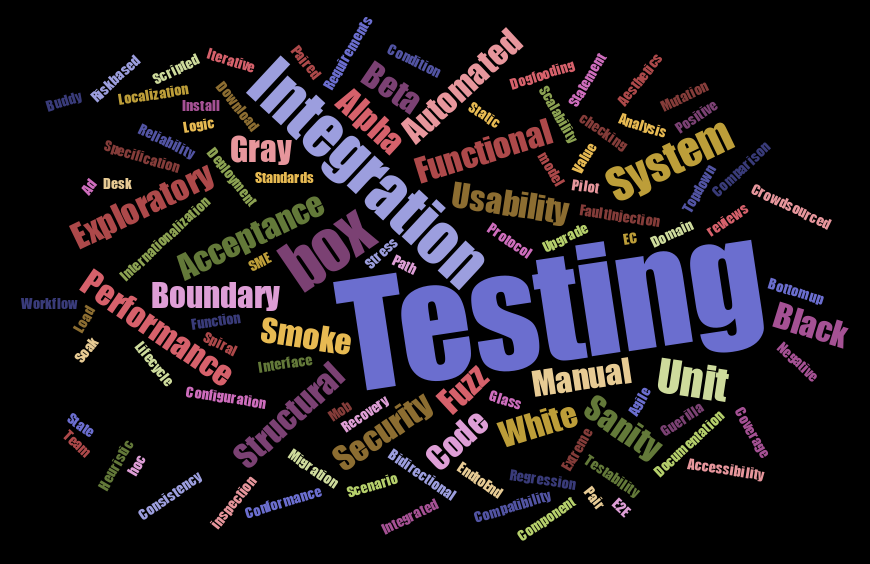 Testing
Integration
box
System
Automated
Functional
Usability
Acceptance
Exploratory
Performance
Boundary
Structural
Security
Smoke
Gray
Alpha
Beta
Black
Unit
Manual
White
Sanity
Code
Fuzz
Requirements
Condition
Paired
Iterative
Scripted
Riskbased
Buddy
Localization
Install
Download
Logic
Reliability
Specification
Deployment
Standards
Ad
Desk
Internationalization
SME
Stress
Path
Static
Dogfooding
Statement
Aesthetics
Mutation
Positive
Scalability
checking
Analysis
Value
model
Pilot
FaultInjection
Topdown
Comparison
Crowdsourced
reviews
Domain
EC
Upgrade
Protocol
Bottomup
Negative
Workflow
Load
Soak
Function
Spiral
Lifecycle
Interface
Configuration
Mob
Recovery
Glass
Agile
Guerilla
Coverage
Documentation
Accessibility
Extreme
Testability
Regression
EndtoEnd
Bidirectional
Migration
Scenario
Integrated
Compatibility
Component
Pair
E2E
State
Team
Heuristic
hoc
Consistency
inspection
Conformance